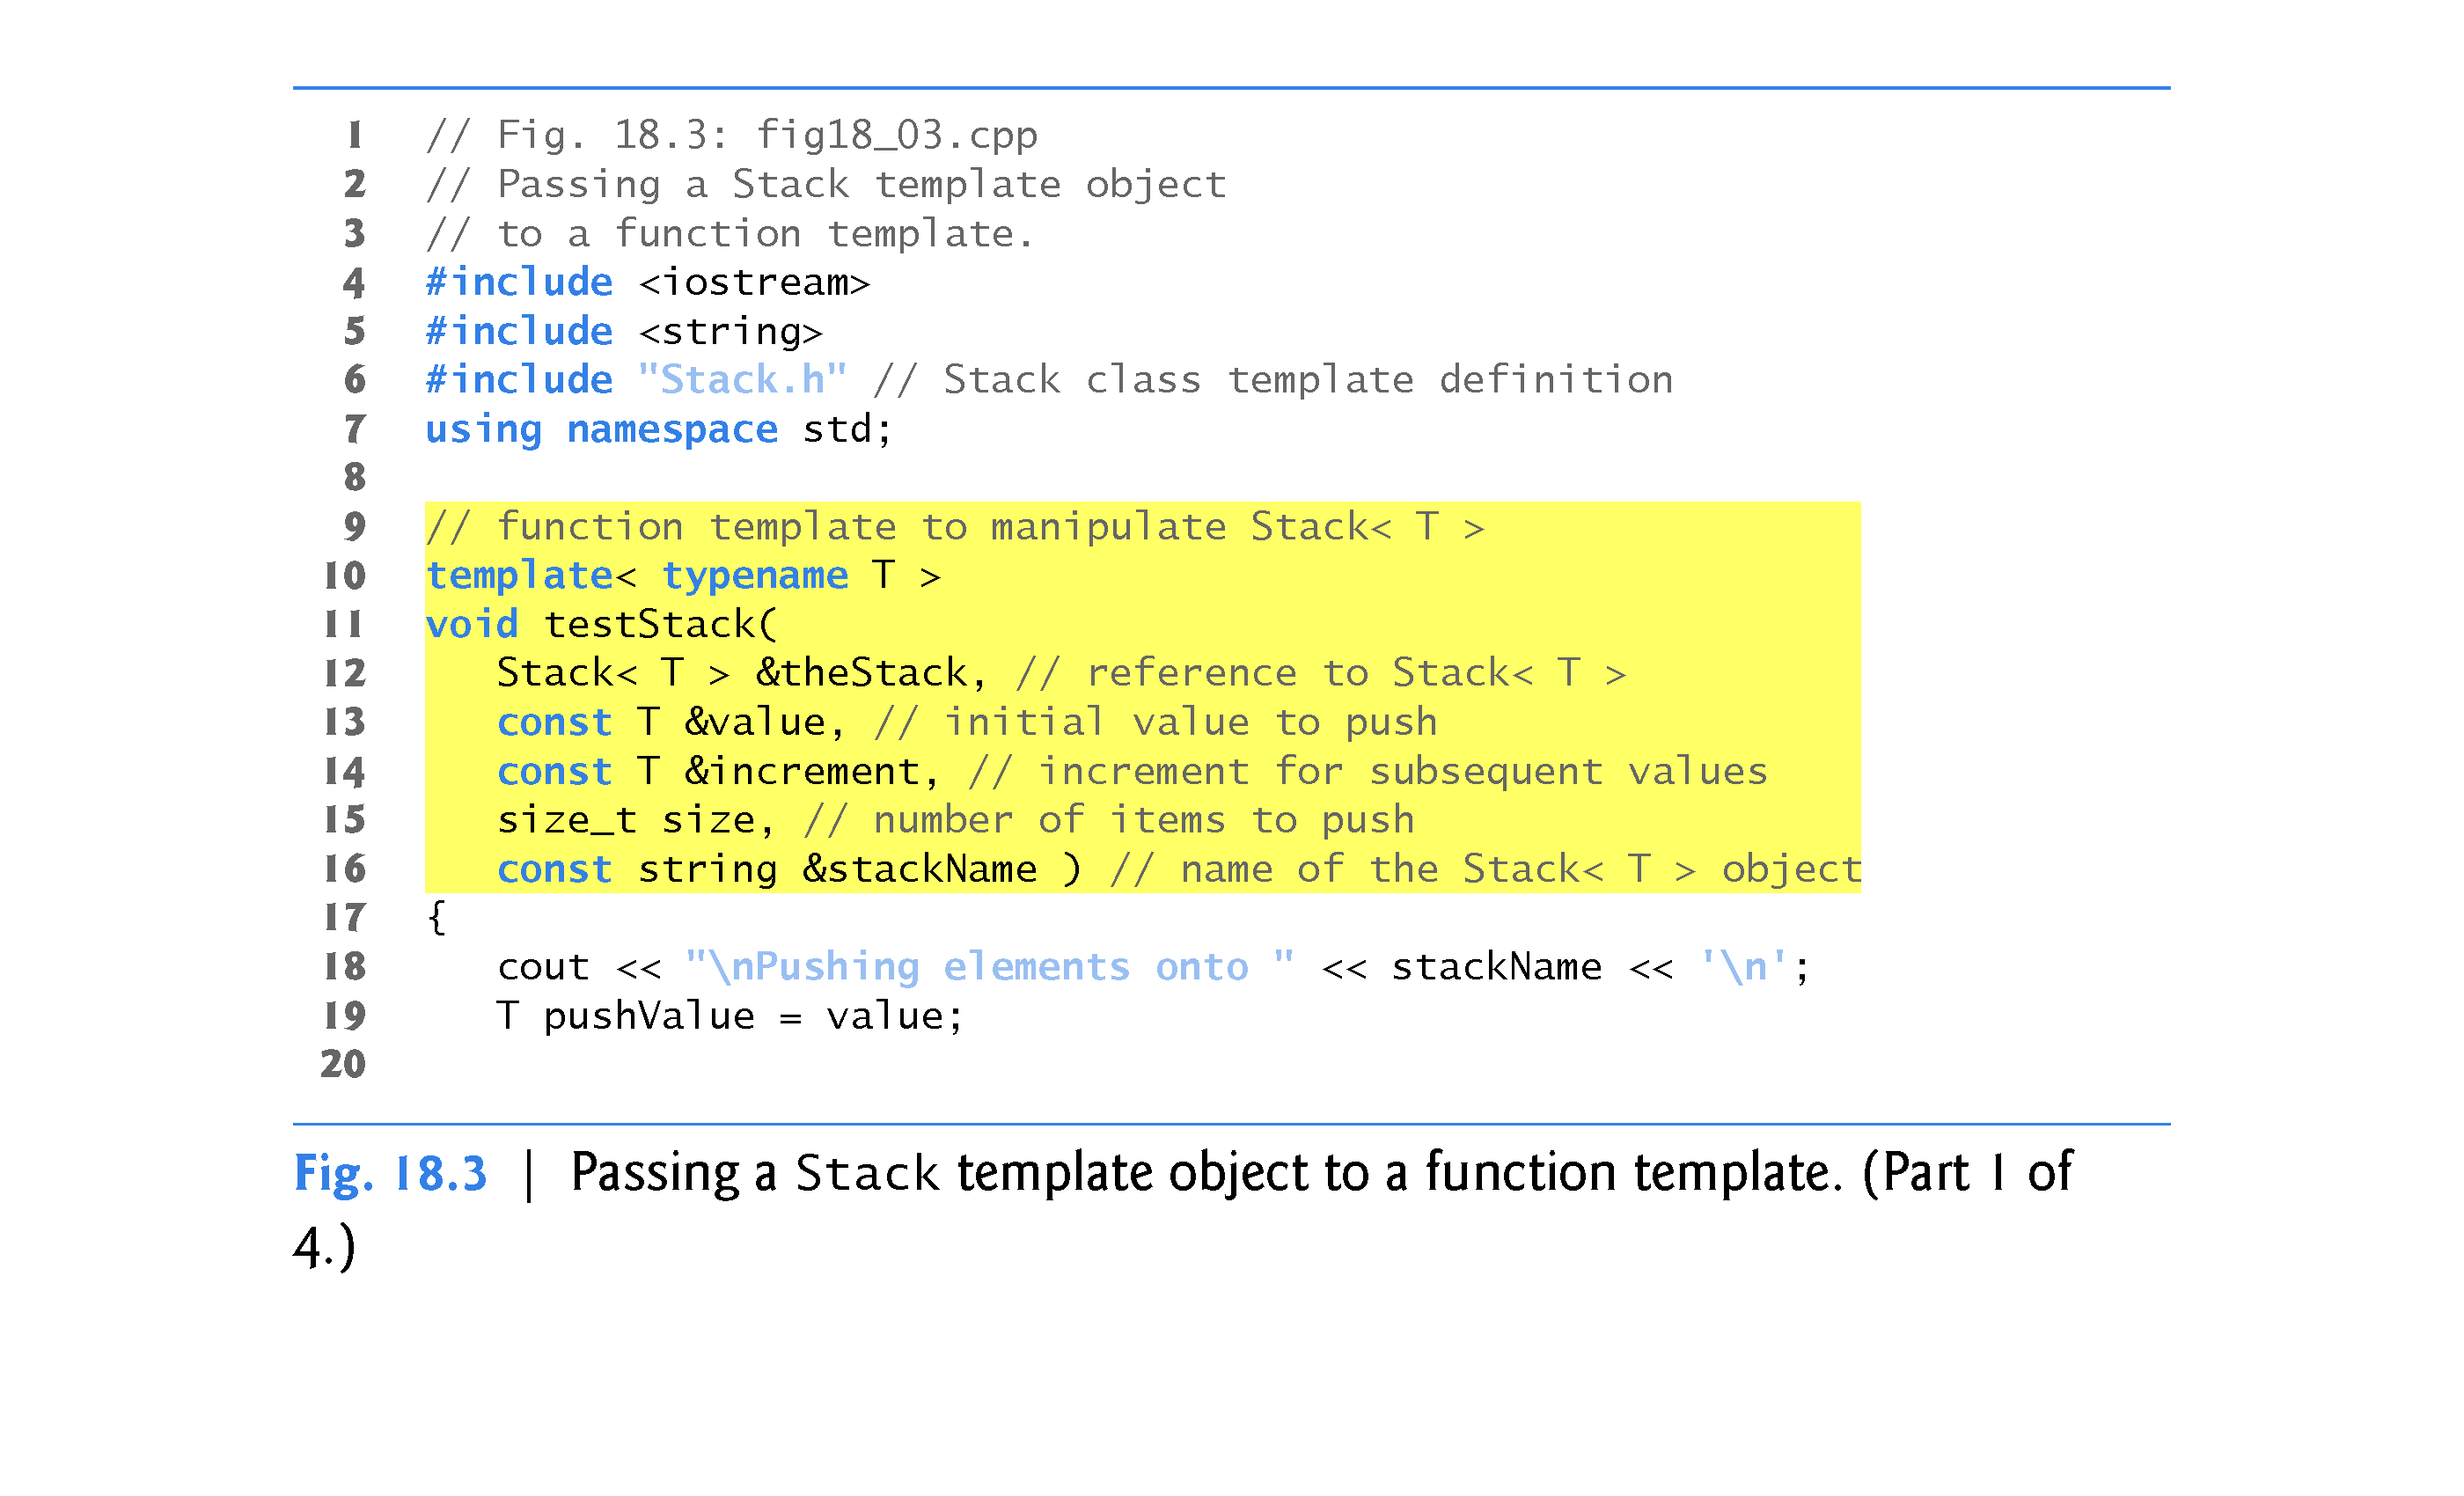 1 // Fig. 18.3: fig18_03.cpp
2 // Passing a Stack template object
3 // to a function template.
4 #include <iostream>
5 #include <string>
6 #include "Stack.h" // Stack class template definition
7 using namespace std;
8
9 // function template to manipulate Stack< T >
10 template< typename T >
11 void testStack(
12    Stack< T > &theStack, // reference to Stack< T >
13    const T &value, // initial value to push
14    const T &increment, // increment for subsequent values
15    size_t size, // number of items to push
16    const string &stackName ) // name of the Stack< T > object
17 {
18    cout << "\nPushing elements onto " << stackName << '\n';
19    T pushValue = value;
20
Fig. 18.3 | Passing a Stack template object to a function template. (Part 1 of
4.)